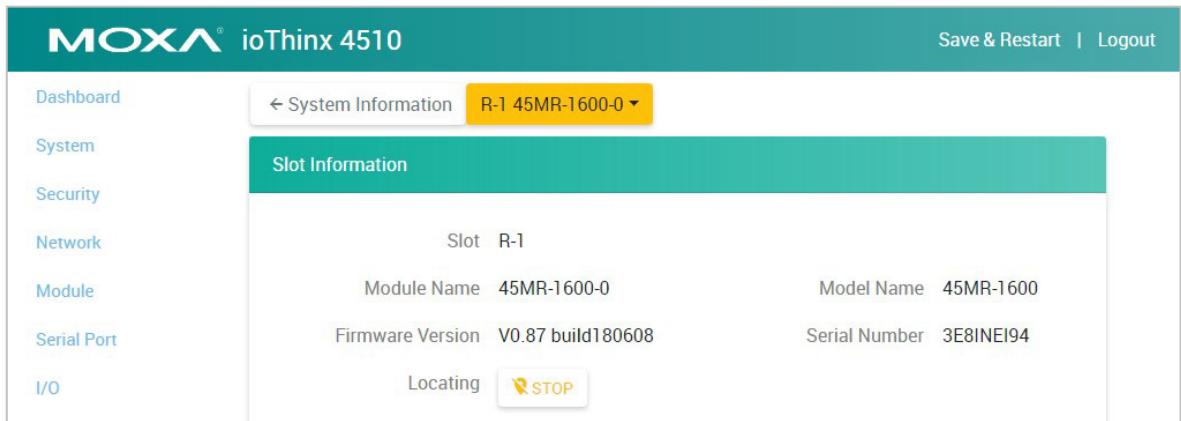 MOXA® ioThinx 4510 Save & Restart | Logout
Dashboard
System
Security
Network
Module
Serial Port
I/O
← System Information R-1 45MR-1600-0
Slot Information
Slot R-1
Module Name 45MR-1600-0 Model Name 45MR-1600
Firmware Version V0.87 build180608 Serial Number 3E8INEI94
Locating STOP